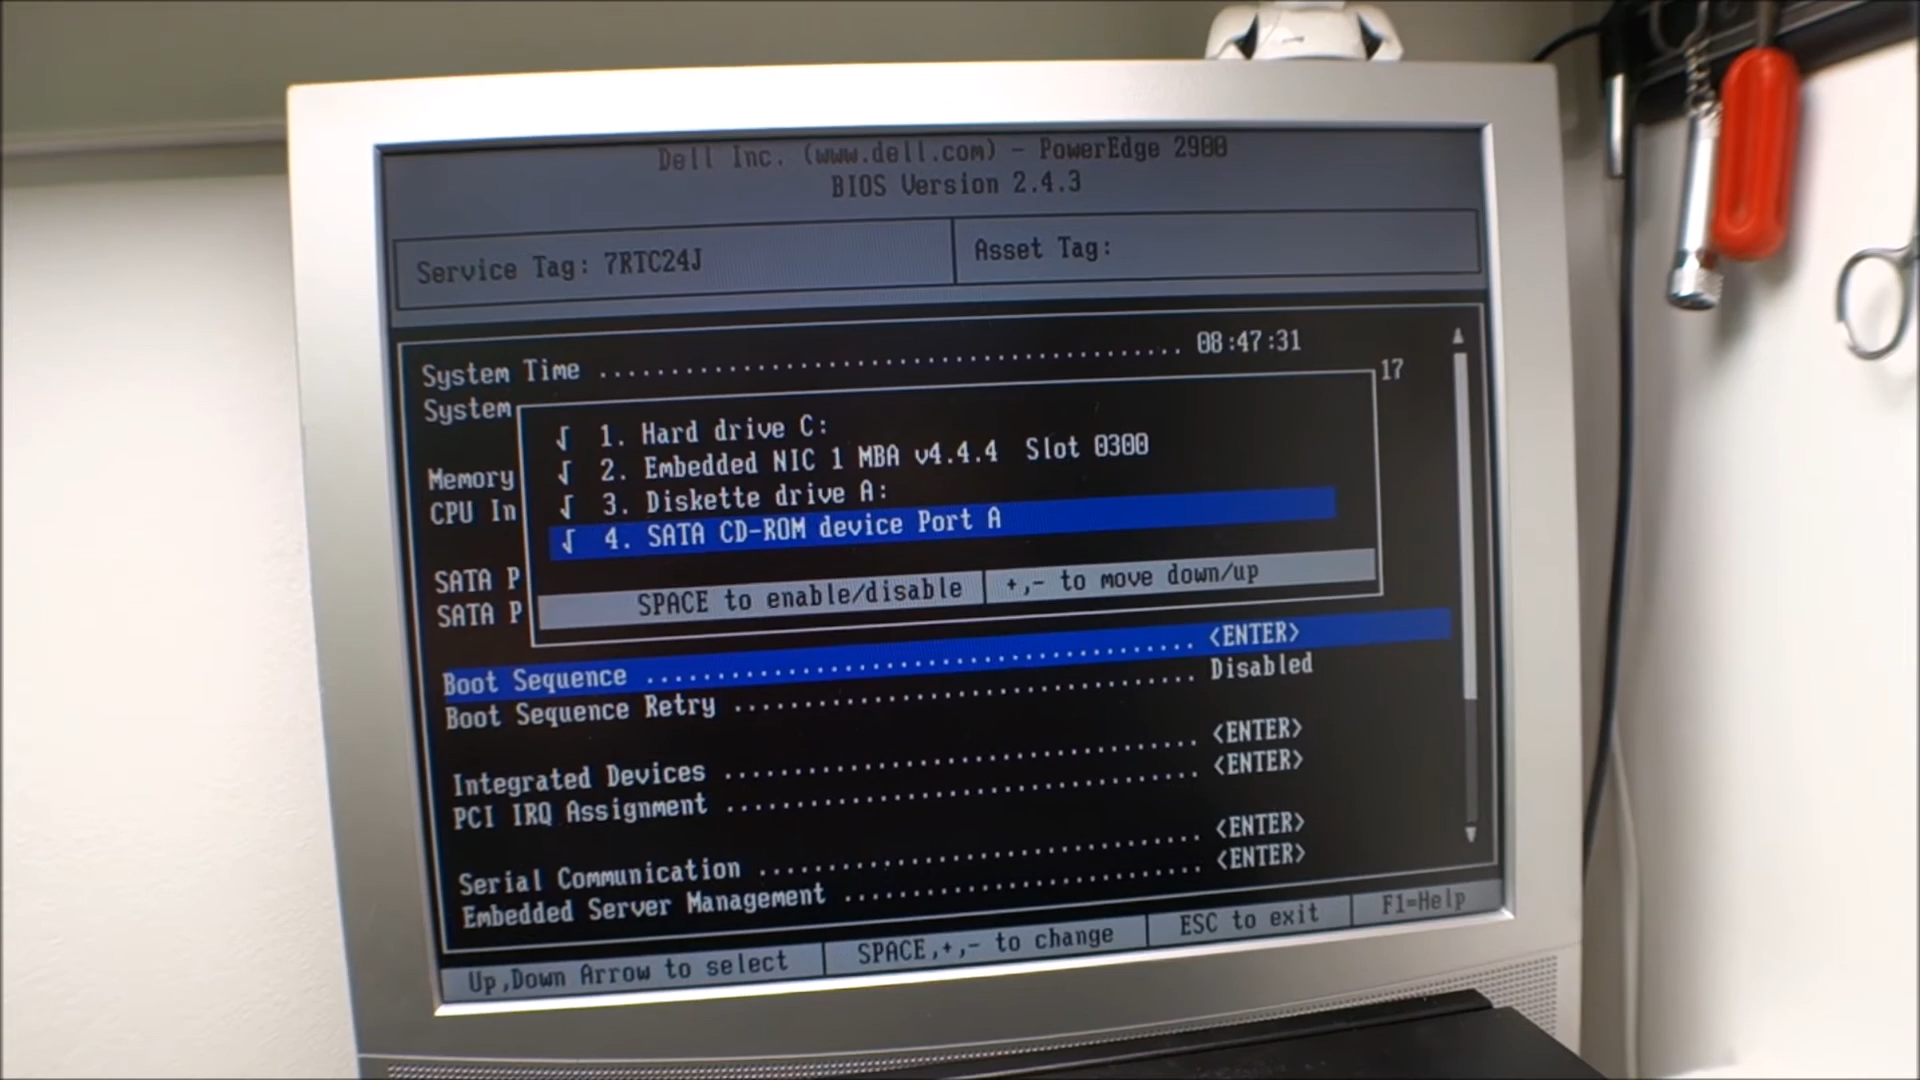 Dell Inc. (www.dell.com) - PowerEdge 2900
BIOS Version 2.4.3
Service Tag: 7RTC24J
Asset Tag:
System Time ........................................ 08:47:31
System
17
√ 1. Hard drive C:
√ 2. Embedded NIC 1 MBA v4.4.4 Slot 0300
√ 3. Diskette drive A:
√ 4. SATA CD-ROM device Port A
SPACE to enable/disable
+,- to move down/up
Memory
CPU In
SATA P
SATA P
Boot Sequence ...................................... <ENTER>
Boot Sequence Retry ................................ Disabled
Integrated Devices ................................. <ENTER>
PCI IRQ Assignment ................................. <ENTER>
Serial Communication ............................... <ENTER>
Embedded Server Management ......................... <ENTER>
Up,Down Arrow to select
SPACE,+,- to change
ESC to exit
F1=Help